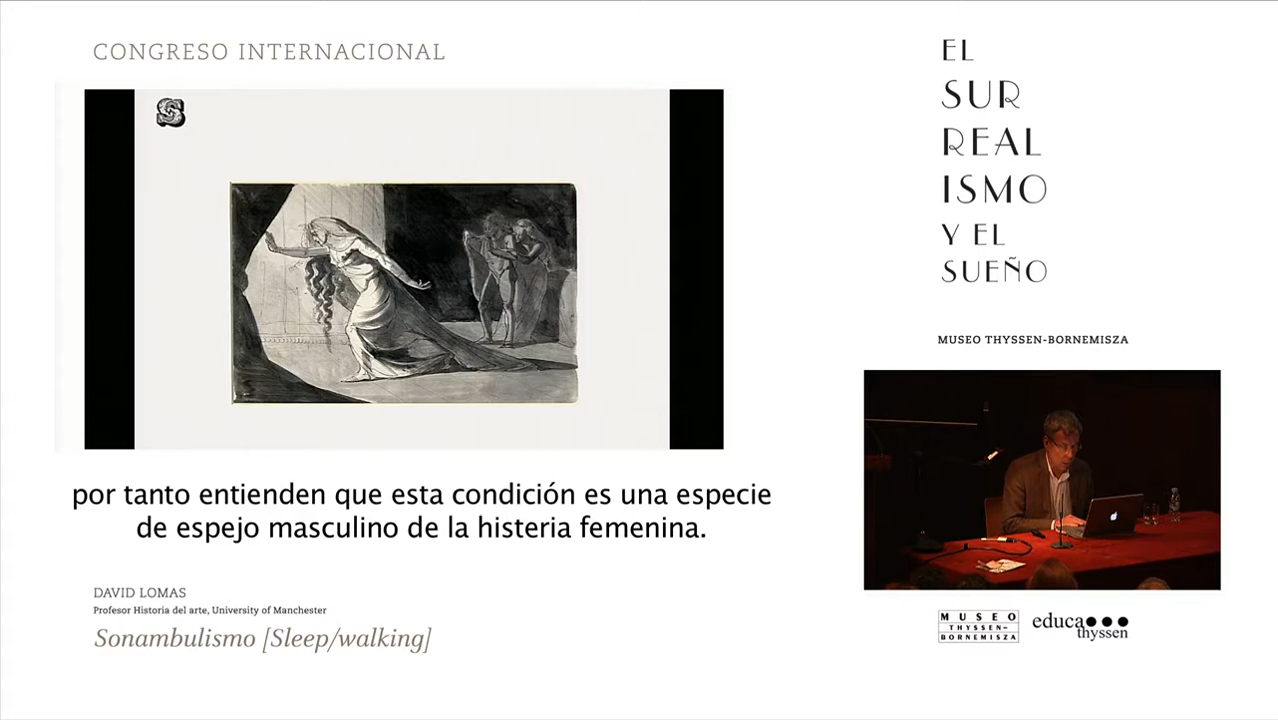 CONGRESO INTERNACIONAL
S
por tanto entienden que esta condición es una especie
de espejo masculino de la histeria femenina.
DAVID LOMAS
Profesor Historia del arte, University of Manchester
Sonambulismo [Sleep/walking]
EL
SUR
REAL
ISMO
Y EL
SUEÑO
MUSEO THYSSEN-BORNEMISZA
MUSEO
THYSSEN-
BORNEMISZA
educa
thyssen